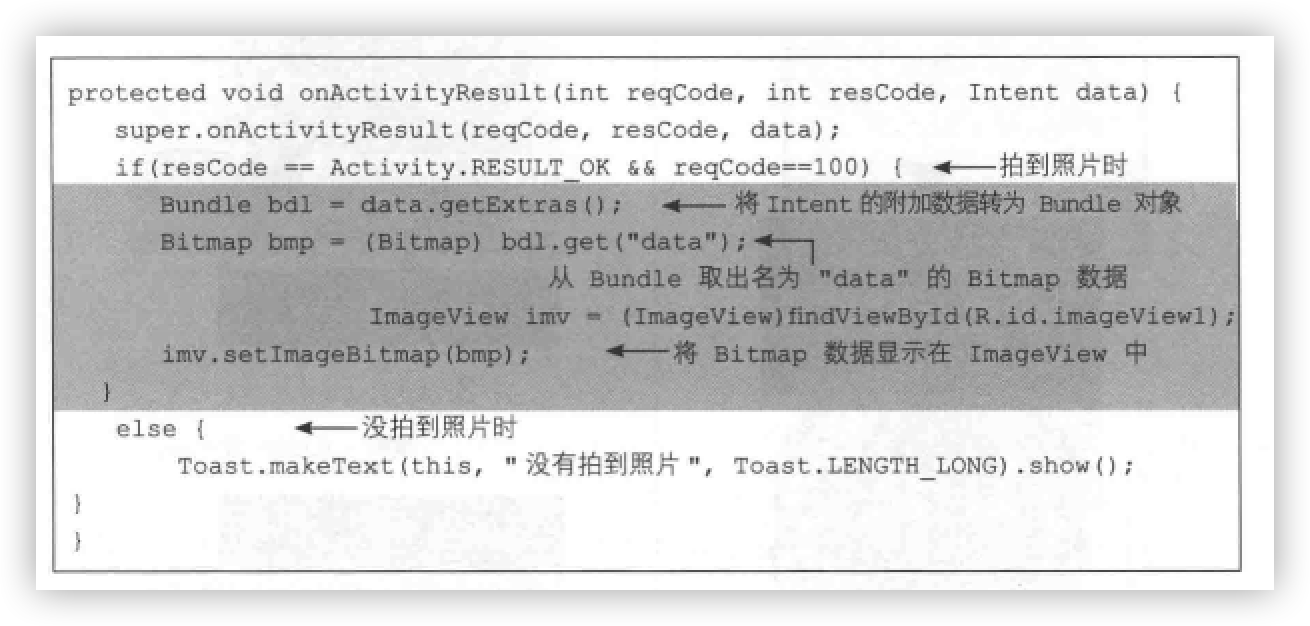 protected void onActivityResult(int reqCode, int resCode, Intent data) {
super.onActivityResult(reqCode, resCode, data);
if(resCode == Activity.RESULT_OK && reqCode==100) { 拍到照片时
Bundle bdl = data.getExtras(); 将 Intent 的附加数据转为 Bundle 对象
Bitmap bmp = (Bitmap) bdl.get("data");
从 Bundle 取出名为 "data" 的 Bitmap 数据
ImageView imv = (ImageView)findViewById(R.id.imageView1);
imv.setImageBitmap(bmp); 将 Bitmap 数据显示在 ImageView 中
}
else { 没拍到照片时
Toast.makeText(this, "没有拍到照片", Toast.LENGTH_LONG).show();
}
}